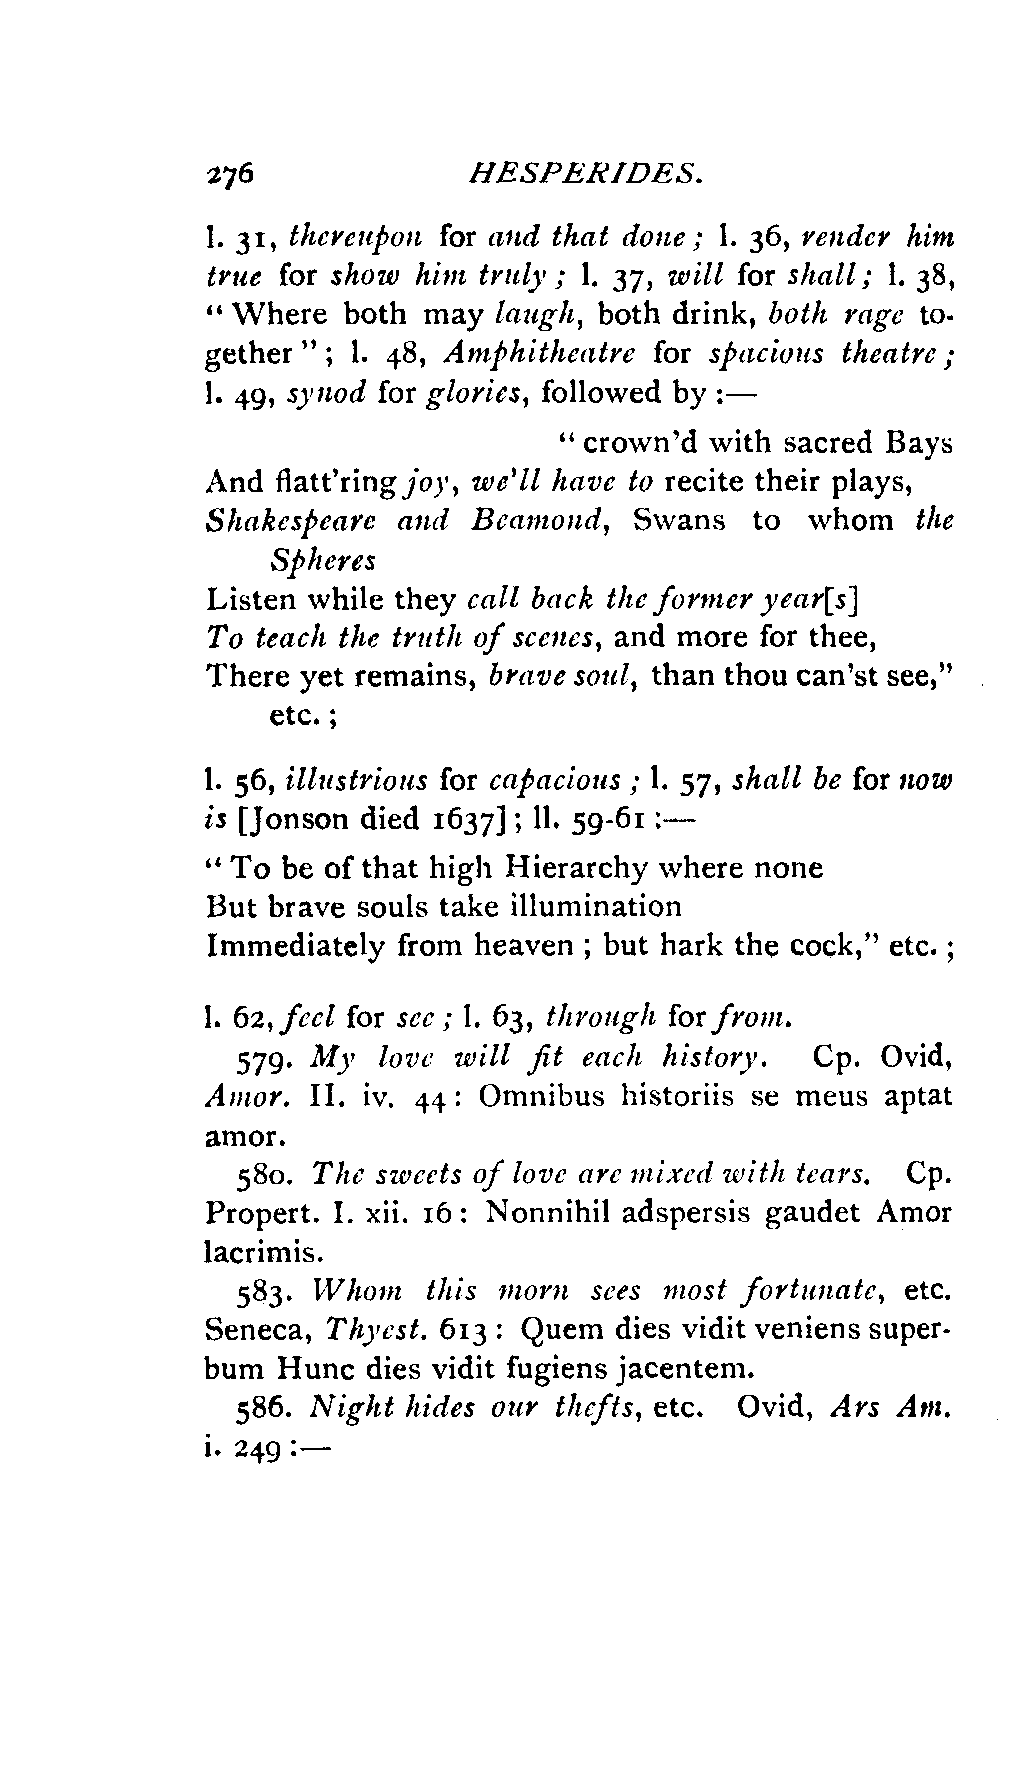 276 HESPERIDES.
l. 31, thereupon for and that done; l. 36, render him
true for show him truly; l. 37, will for shall; l. 38,
“Where both may laugh, both drink, both rage to-
gether”; l. 48, Amphitheatre for spacious theatre;
l. 49, synod for glories, followed by :—
“crown'd with sacred Bays
And flatt'ring joy, we'll have to recite their plays,
Shakespeare and Beamond, Swans to whom the
Spheres
Listen while they call back the former year[s]
To teach the truth of scenes, and more for thee,
There yet remains, brave soul, than thou can'st see,”
etc.;
l. 56, illustrious for capacious; l. 57, shall be for now
is [Jonson died 1637]; ll. 59-61 :—
“To be of that high Hierarchy where none
But brave souls take illumination
Immediately from heaven; but hark the cock,” etc.;
l. 62, feel for see; l. 63, through for from.
579. My love will fit each history. Cp. Ovid,
Amor. II. iv. 44: Omnibus historiis se meus aptat
amor.
580. The sweets of love are mixed with tears. Cp.
Propert. I. xii. 16: Nonnihil adspersis gaudet Amor
lacrimis.
583. Whom this morn sees most fortunate, etc.
Seneca, Thyest. 613: Quem dies vidit veniens super-
bum Hunc dies vidit fugiens jacentem.
586. Night hides our thefts, etc. Ovid, Ars Am.
i. 249 :—